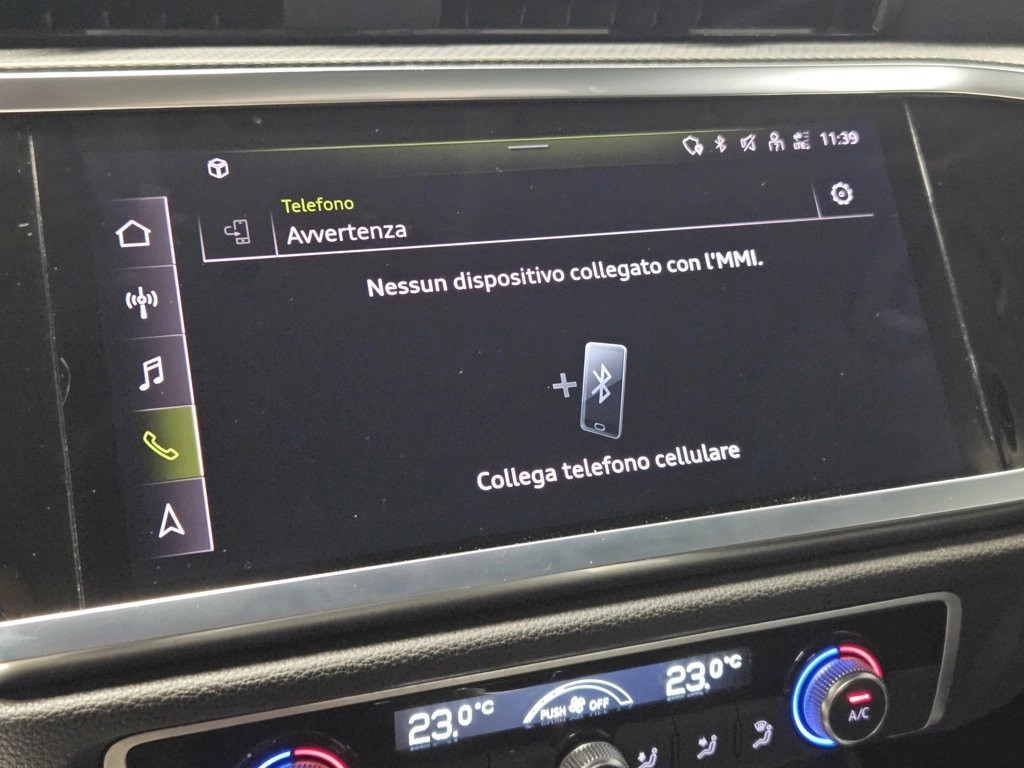 11:39
Telefono
Avvertenza
Nessun dispositivo collegato con l'MMI.
Collega telefono cellulare
23.0°C
PUSH OFF
23.0°C
A/C